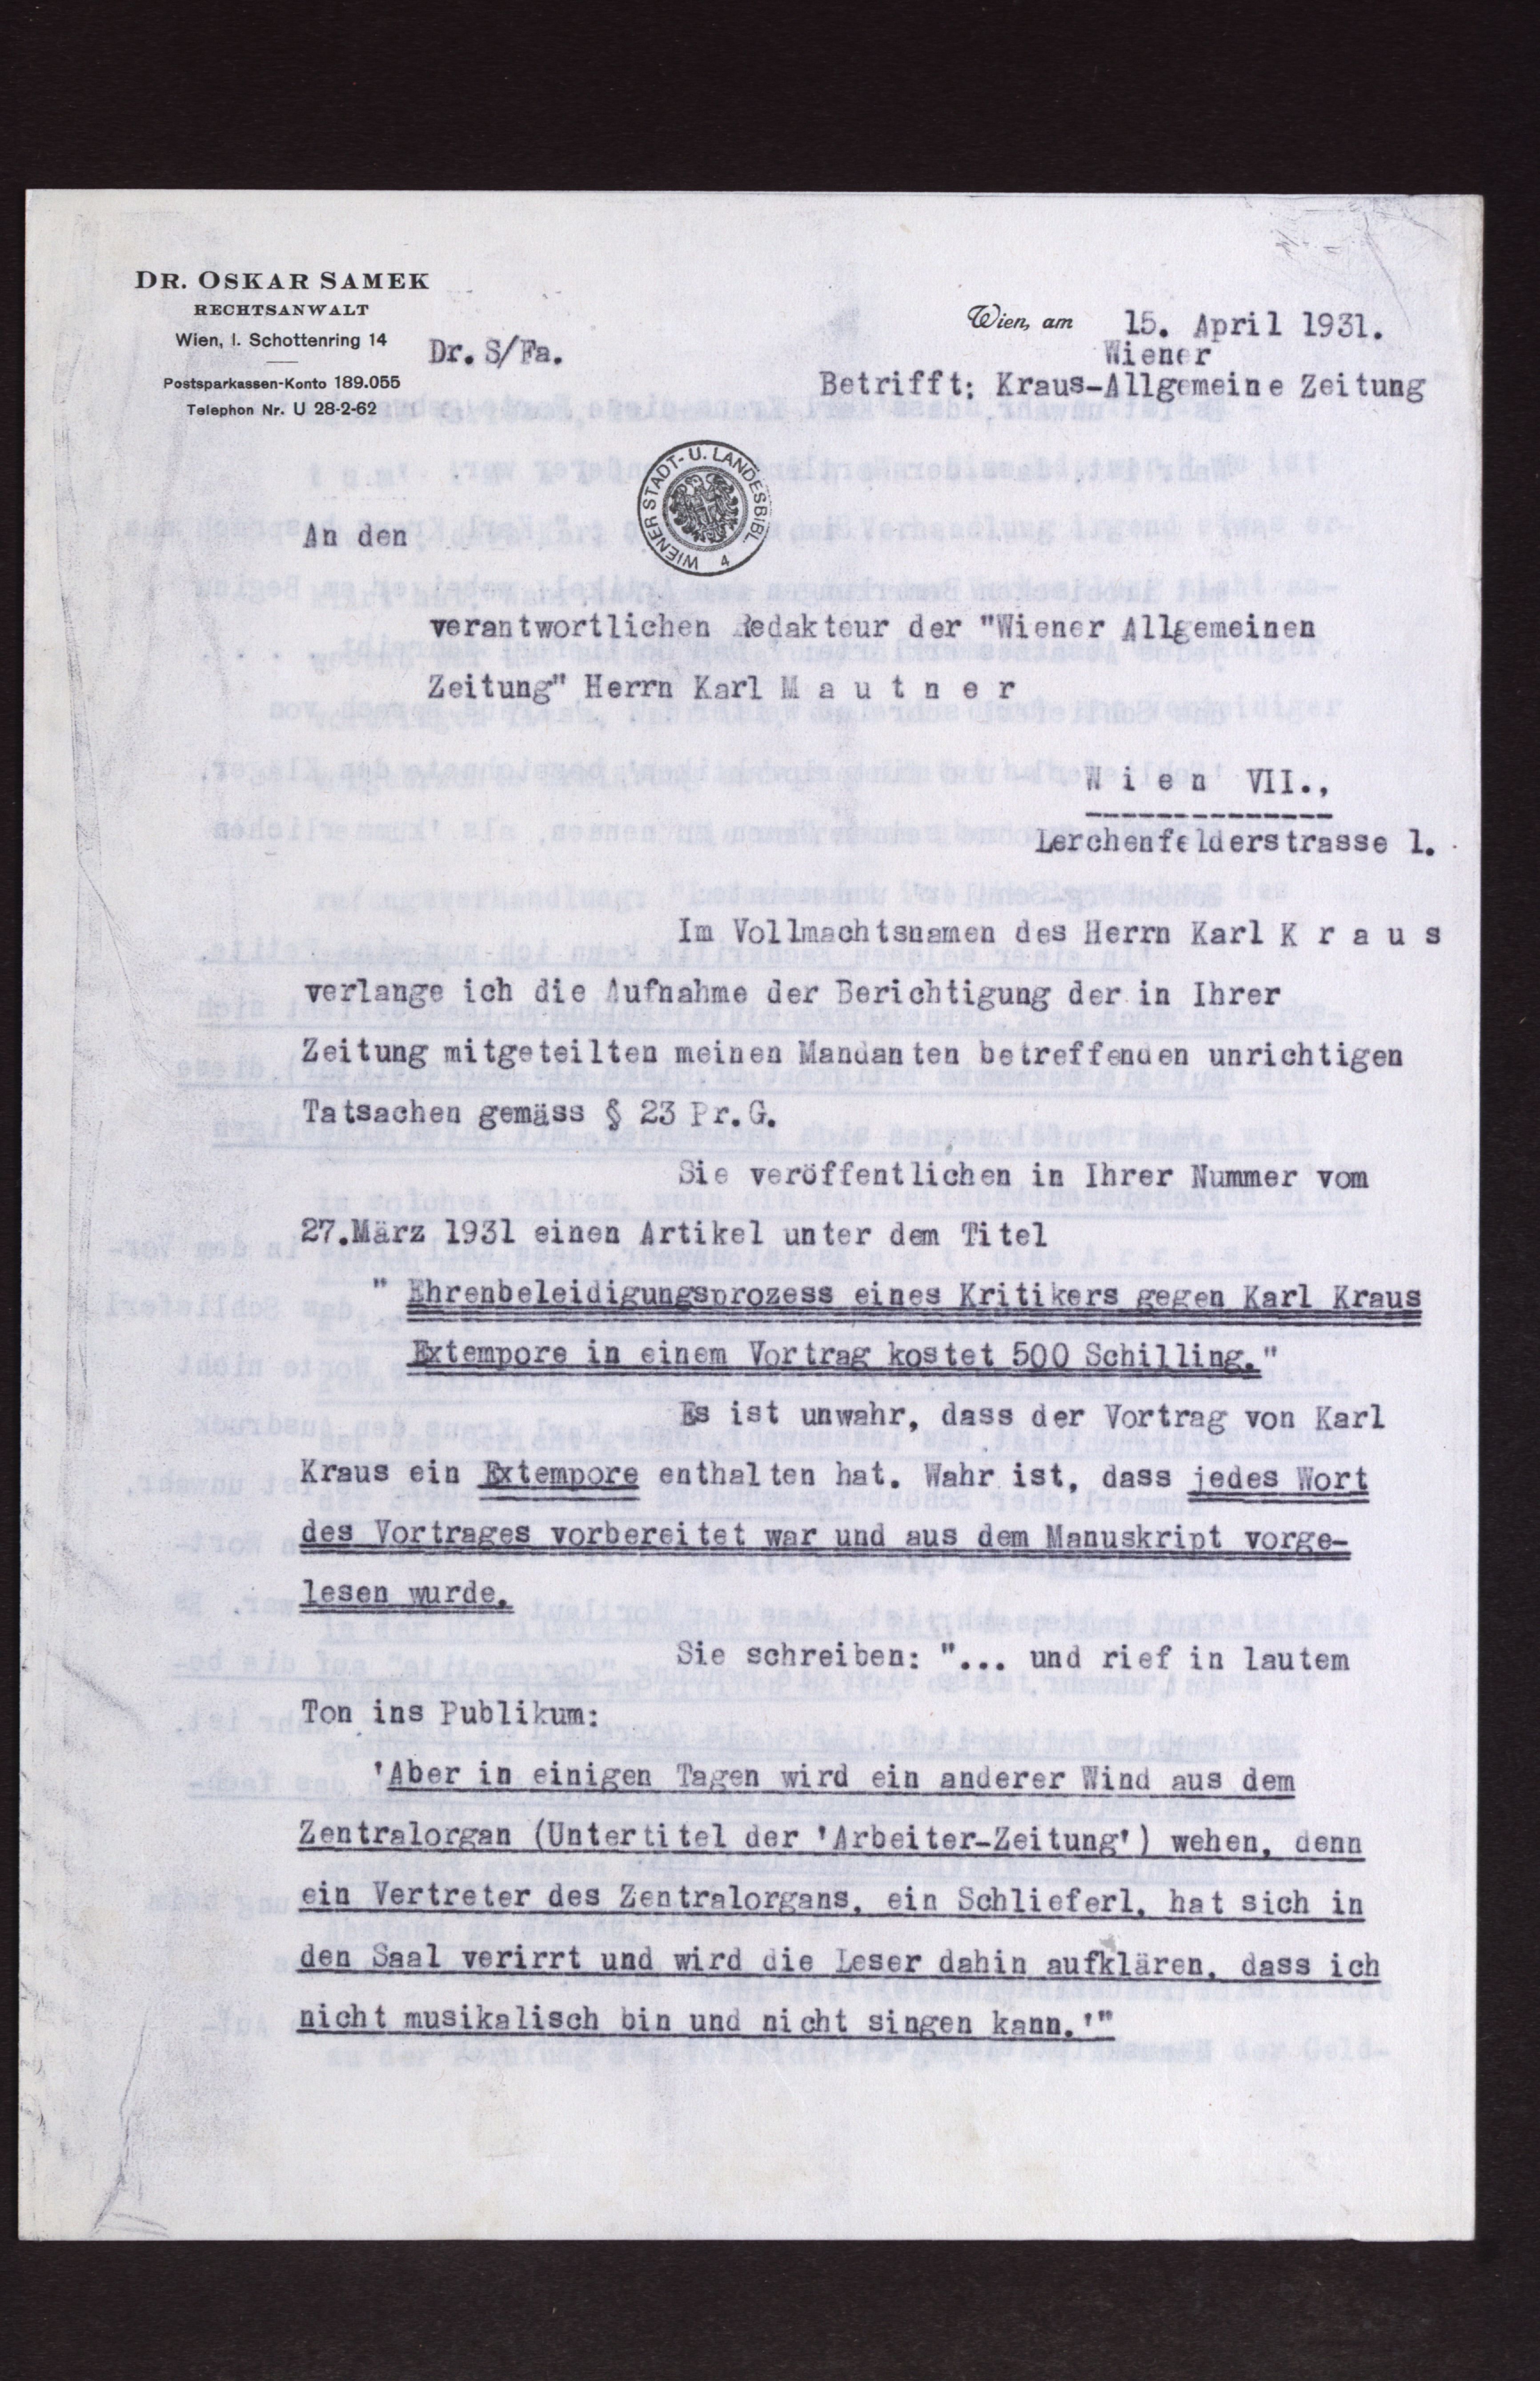 DR. OSKAR SAMEK
RECHTSANWALT
Wien, I. Schottenring 14
Postsparkassen-Konto 189.055
Telephon Nr. U 28-2-62
Dr. S/Fa.
Wien, am 15. April 1931.
Wiener
Betrifft: Kraus-Allgemeine Zeitung
WIENER STADT- U. LANDESBIBL.
4
An den
verantwortlichen Redakteur der "Wiener Allgemeinen
Zeitung" Herrn Karl M a u t n e r
W i e n VII.,
Lerchenfelderstrasse 1.
Im Vollmachtsnamen des Herrn Karl K r a u s
verlange ich die Aufnahme der Berichtigung der in Ihrer
Zeitung mitgeteilten meinen Mandanten betreffenden unrichtigen
Tatsachen gemäss § 23 Pr.G.
Sie veröffentlichen in Ihrer Nummer vom
27.März 1931 einen Artikel unter dem Titel
" Ehrenbeleidigungsprozess eines Kritikers gegen Karl Kraus
Extempore in einem Vortrag kostet 500 Schilling."
Es ist unwahr, dass der Vortrag von Karl
Kraus ein Extempore enthalten hat. Wahr ist, dass jedes Wort
des Vortrages vorbereitet war und aus dem Manuskript vorge-
lesen wurde.
Sie schreiben: "... und rief in lautem
Ton ins Publikum:
'Aber in einigen Tagen wird ein anderer Wind aus dem
Zentralorgan (Untertitel der 'Arbeiter-Zeitung') wehen, denn
ein Vertreter des Zentralorgans, ein Schlieferl, hat sich in
den Saal verirrt und wird die Leser dahin aufklären, dass ich
nicht musikalisch bin und nicht singen kann.'"